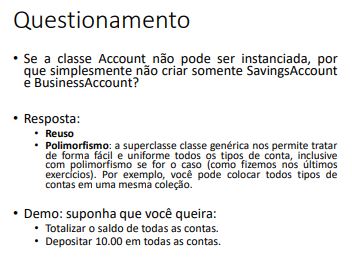 Questionamento
• Se a classe Account não pode ser instanciada, por
que simplesmente não criar somente SavingsAccount
e BusinessAccount?
• Resposta:
• Reuso
• Polimorfismo: a superclasse classe genérica nos permite tratar
de forma fácil e uniforme todos os tipos de conta, inclusive
com polimorfismo se for o caso (como fizemos nos últimos
exercícios). Por exemplo, você pode colocar todos tipos de
contas em uma mesma coleção.
• Demo: suponha que você queira:
• Totalizar o saldo de todas as contas.
• Depositar 10.00 em todas as contas.